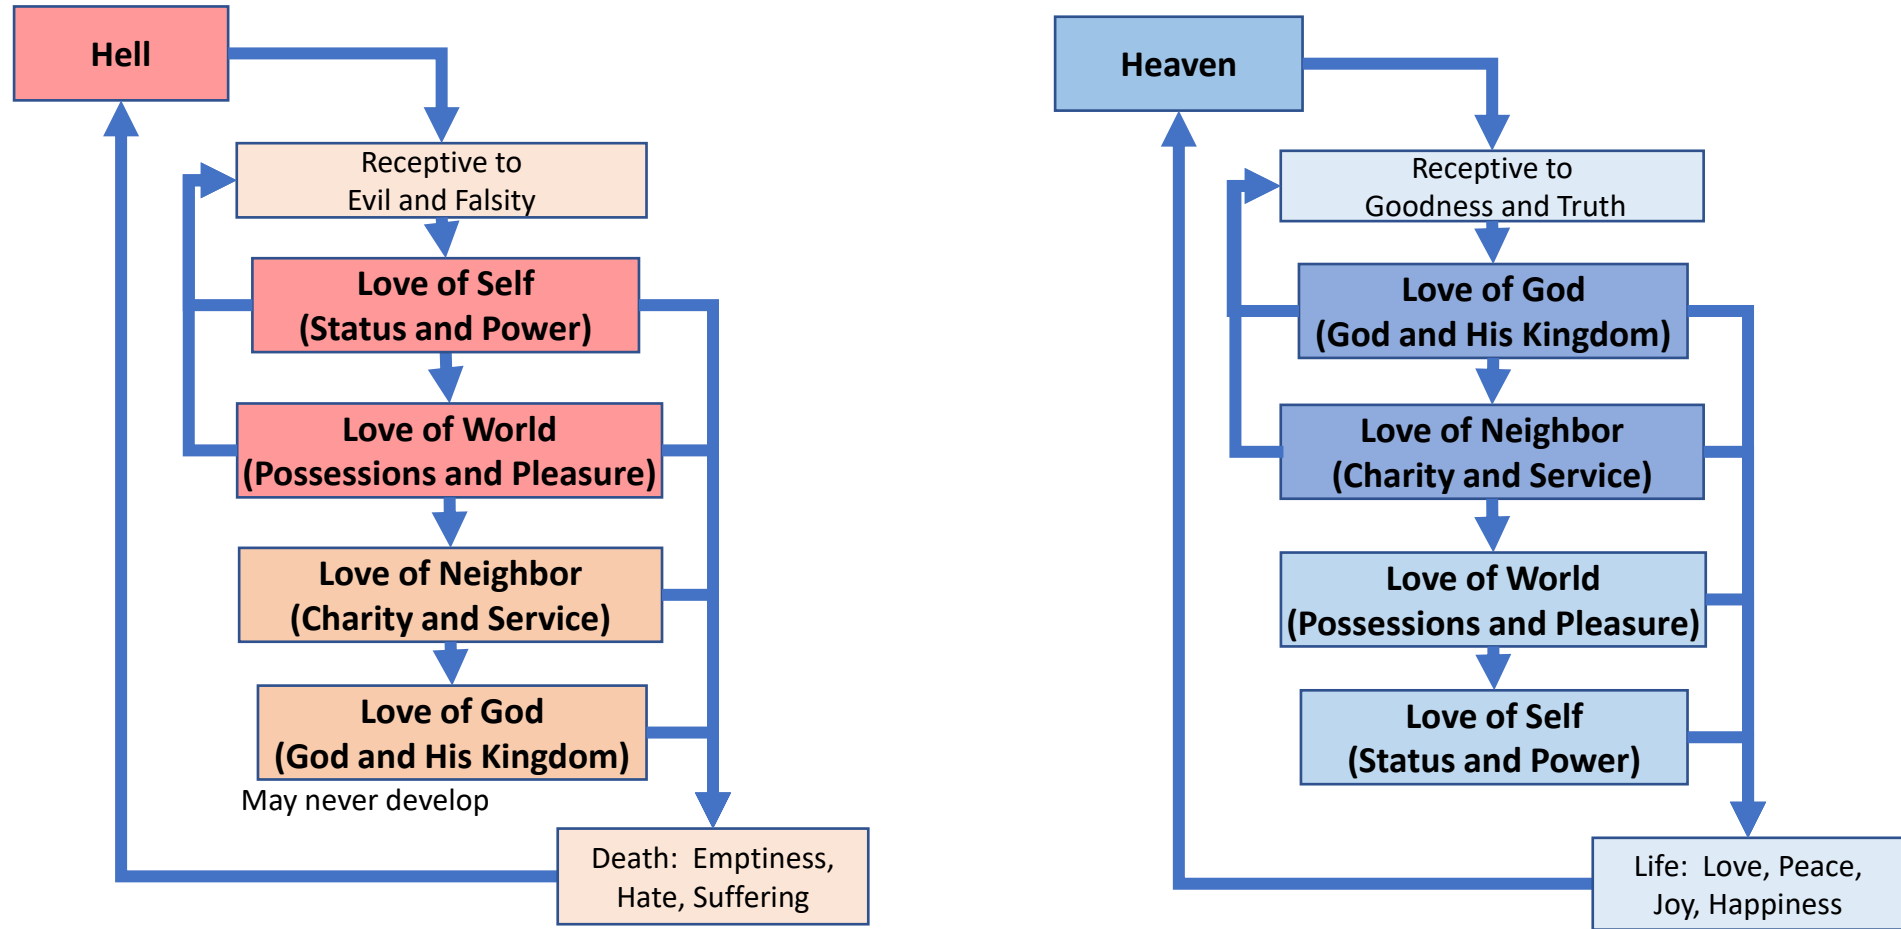 Hell
Receptive to
Evil and Falsity
Love of Self
(Status and Power)
Love of World
(Possessions and Pleasure)
Love of Neighbor
(Charity and Service)
Love of God
(God and His Kingdom)
May never develop
Death:  Emptiness,
Hate, Suffering
Heaven
Receptive to
Goodness and Truth
Love of God
(God and His Kingdom)
Love of Neighbor
(Charity and Service)
Love of World
(Possessions and Pleasure)
Love of Self
(Status and Power)
Life:  Love, Peace,
Joy, Happiness